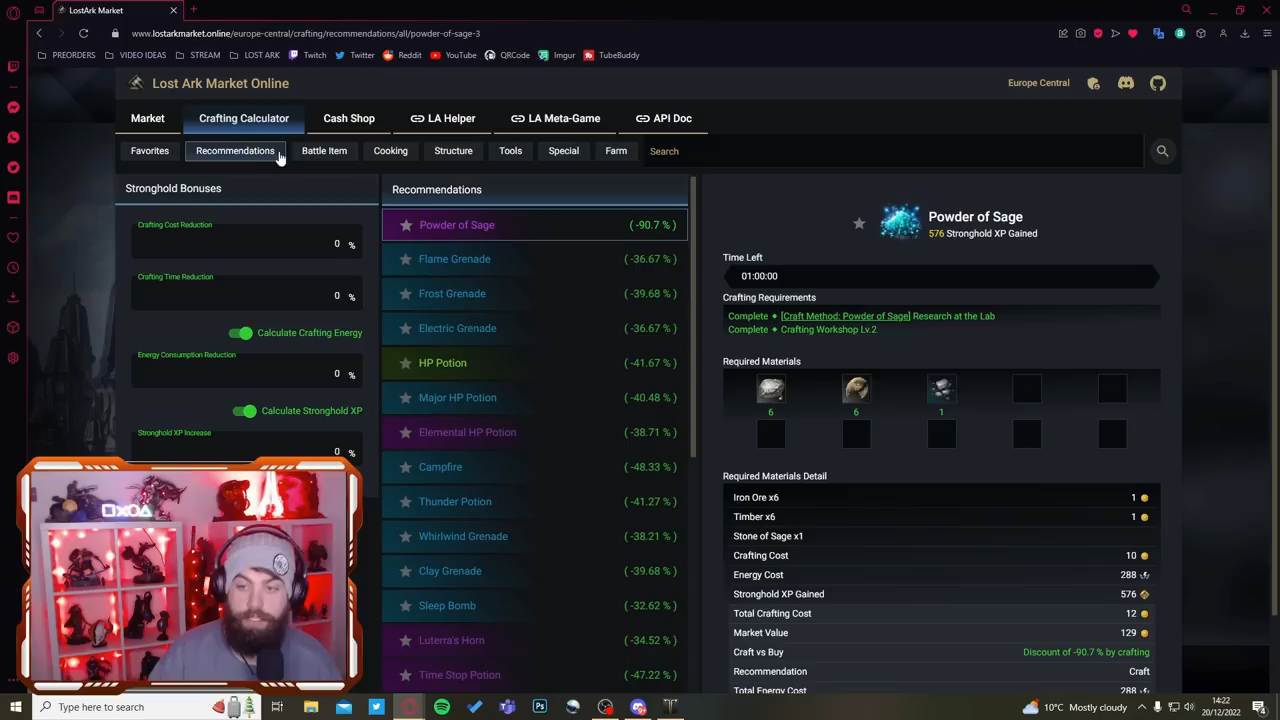 LostArk Market
www.lostarkmarket.online/europe-central/crafting/recommendations/all/powder-of-sage-3
PREORDERS VIDEO IDEAS STREAM LOST ARK Twitch Twitter Reddit YouTube QRCode Imgur TubeBuddy
Lost Ark Market Online
Europe Central
Market Crafting Calculator Cash Shop LA Helper LA Meta-Game API Doc
Favorites Recommendations Battle Item Cooking Structure Tools Special Farm Search
Stronghold Bonuses
Crafting Cost Reduction
0 %
Crafting Time Reduction
0 %
Calculate Crafting Energy
Energy Consumption Reduction
0 %
Calculate Stronghold XP
Stronghold XP Increase
0 %
Recommendations
Powder of Sage ( -90.7 % )
Flame Grenade ( -36.67 % )
Frost Grenade ( -39.68 % )
Electric Grenade ( -36.67 % )
HP Potion ( -41.67 % )
Major HP Potion ( -40.48 % )
Elemental HP Potion ( -38.71 % )
Campfire ( -48.33 % )
Thunder Potion ( -41.27 % )
Whirlwind Grenade ( -38.21 % )
Clay Grenade ( -39.68 % )
Sleep Bomb ( -32.62 % )
Luterra's Horn ( -34.52 % )
Time Stop Potion ( -47.22 % )
Powder of Sage
576 Stronghold XP Gained
Time Left
01:00:00
Crafting Requirements
Complete [Craft Method: Powder of Sage] Research at the Lab
Complete Crafting Workshop Lv.2
Required Materials
6 6 1
Required Materials Detail
Iron Ore x6 1
Timber x6 1
Stone of Sage x1
Crafting Cost 10
Energy Cost 288
Stronghold XP Gained 576
Total Crafting Cost 12
Market Value 129
Craft vs Buy Discount of -90.7 % by crafting
Recommendation Craft
Total Energy Cost 288
Type here to search
10°C Mostly cloudy
14:22
20/12/2022